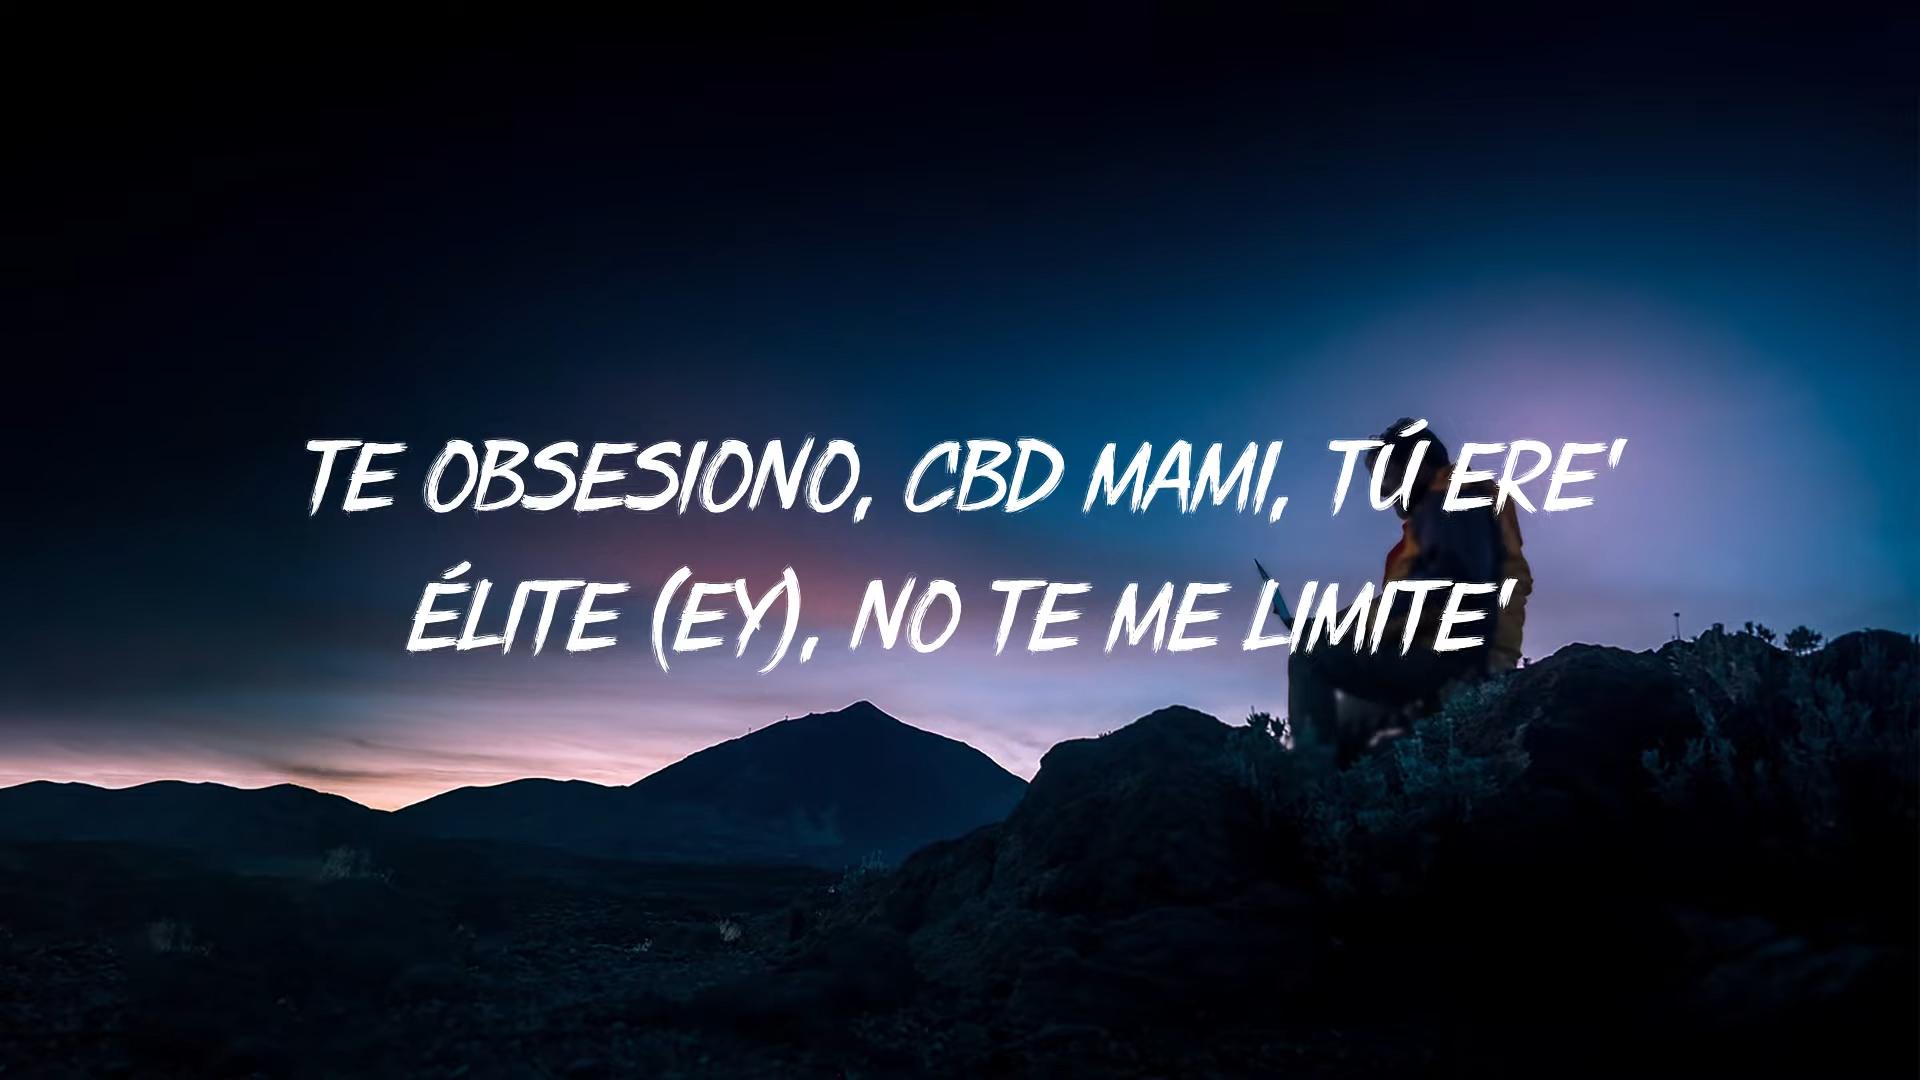 TE OBSESIONO, CBD MAMI, TÚ ERE'
ÉLITE (EY), NO TE ME LIMITE'